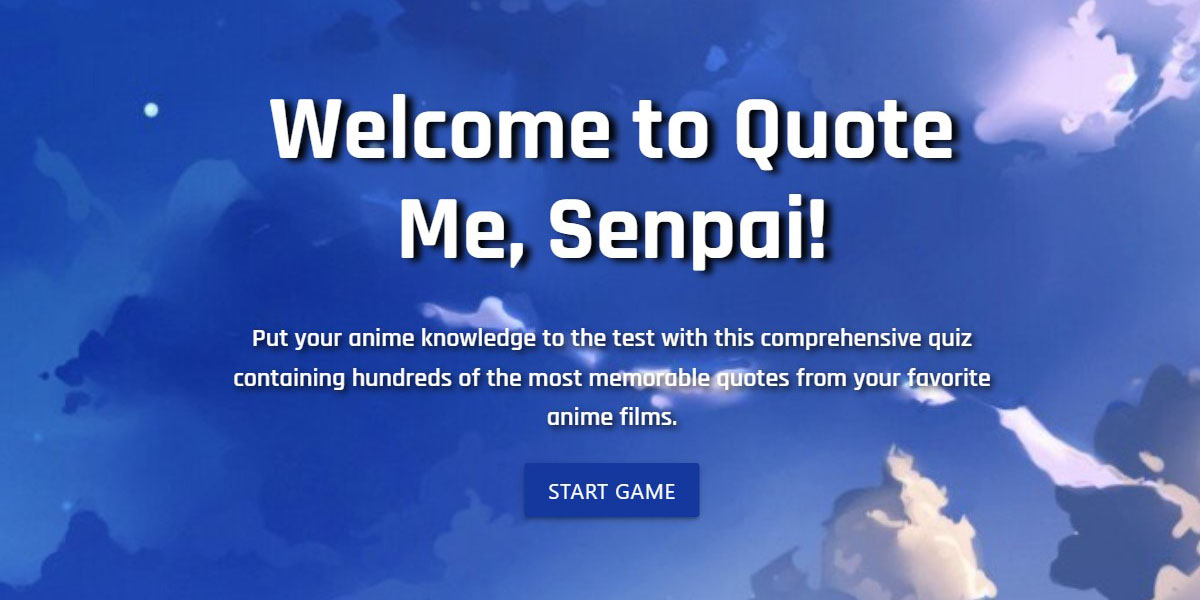 Welcome to Quote
Me, Senpai!
Put your anime knowledge to the test with this comprehensive quiz
containing hundreds of the most memorable quotes from your favorite
anime films.
START GAME